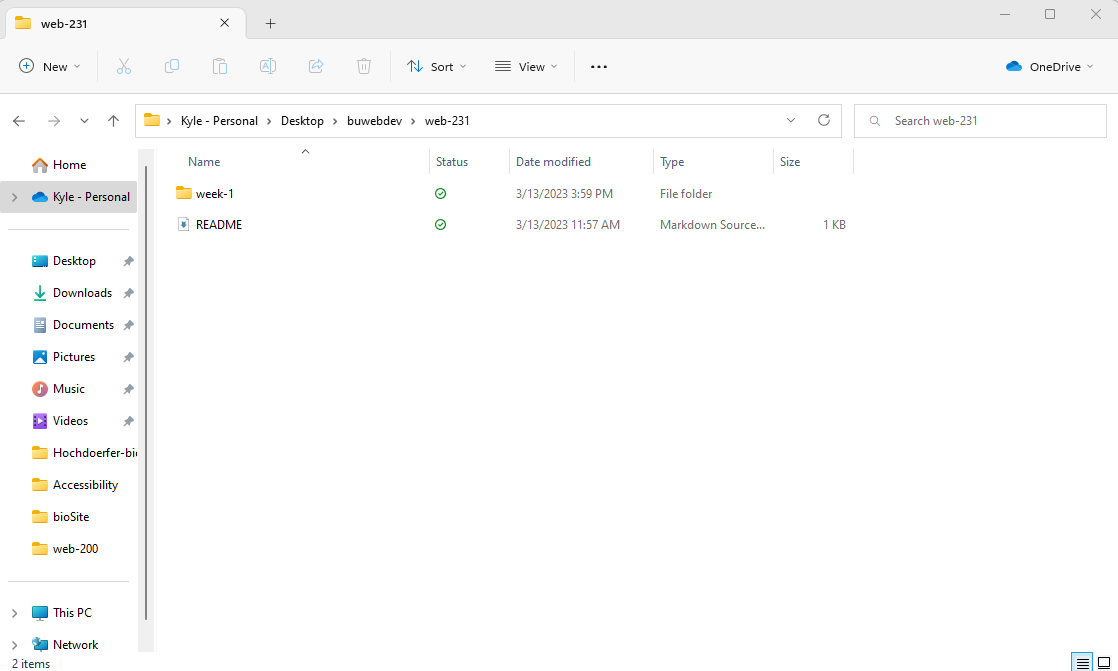 web-231
New
Sort
View
OneDrive
Kyle - Personal > Desktop > buwebdev > web-231
Search web-231
Name Status Date modified Type Size
week-1 3/13/2023 3:59 PM File folder
README 3/13/2023 11:57 AM Markdown Source... 1 KB
Home
Kyle - Personal
Desktop
Downloads
Documents
Pictures
Music
Videos
Hochdoerfer-bi
Accessibility
bioSite
web-200
This PC
Network
2 items